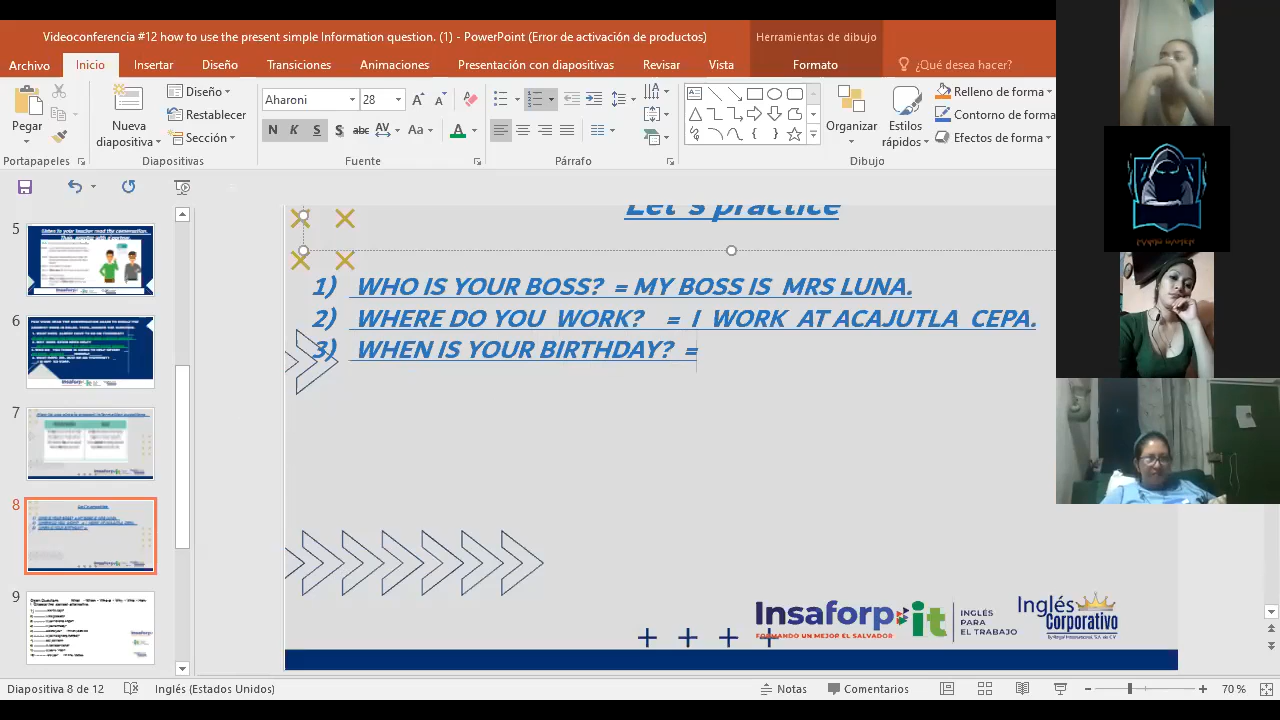 Videoconferencia #12 how to use the present simple Information question. (1) - PowerPoint (Error de activación de productos)
Herramientas de dibujo
Archivo
Inicio
Insertar
Diseño
Transiciones
Animaciones
Presentación con diapositivas
Revisar
Vista
Formato
¿Qué desea hacer?
Pegar
Nueva diapositiva
Diseño
Restablecer
Sección
Aharoni
28
N K S S abc AV Aa A
Organizar
Estilos rápidos
Relleno de forma
Contorno de forma
Efectos de forma
Portapapeles
Diapositivas
Fuente
Párrafo
Dibujo
5
6
7
8
9
Let's practice
1) WHO IS YOUR BOSS? = MY BOSS IS MRS LUNA.
2) WHERE DO YOU WORK? = I WORK AT ACAJUTLA CEPA.
3) WHEN IS YOUR BIRTHDAY? =
Insaforp
FORMANDO UN MEJOR EL SALVADOR
it
INGLÉS
PARA
EL TRABAJO
Inglés
Corporativo
Diapositiva 8 de 12
Inglés (Estados Unidos)
Notas
Comentarios
70 %